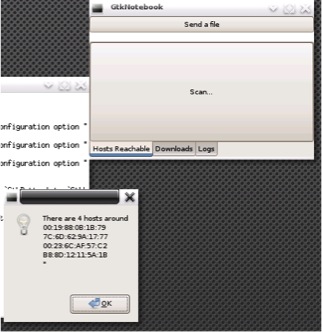 GtkNotebook
Send a file
Scan...
Hosts Reachable Downloads Logs
onfiguration option "
onfiguration option "
onfiguration option "
There are 4 hosts around
00:19:88:0B:1B:79
7C:6D:62:9A:17:77
00:23:6C:AF:57:C2
B8:8D:12:11:5A:1B
*
OK